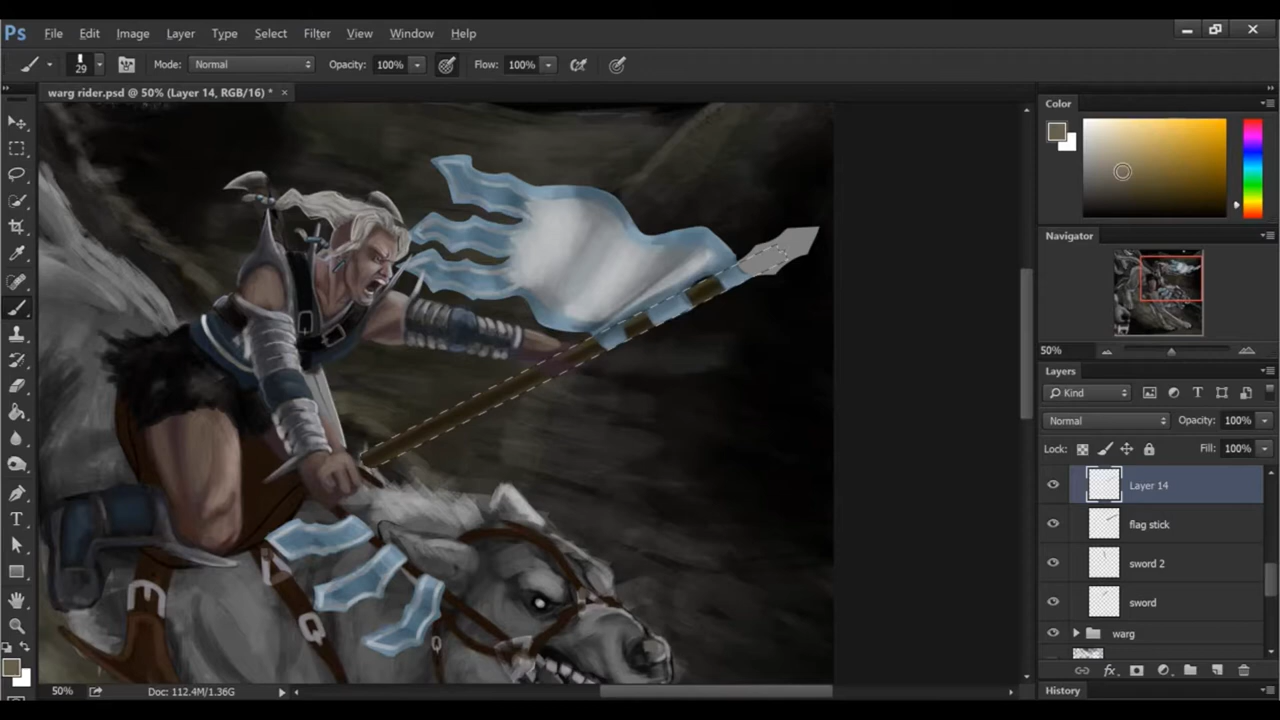 Ps File Edit Image Layer Type Select Filter View Window Help
29 Mode: Normal Opacity: 100% Flow: 100%
warg rider.psd @ 50% (Layer 14, RGB/16) * ×
Color
Navigator
50%
Layers
Kind
Normal Opacity: 100%
Lock: Fill: 100%
Layer 14
flag stick
sword 2
sword
warg
50% Doc: 112.4M/1.36G
History